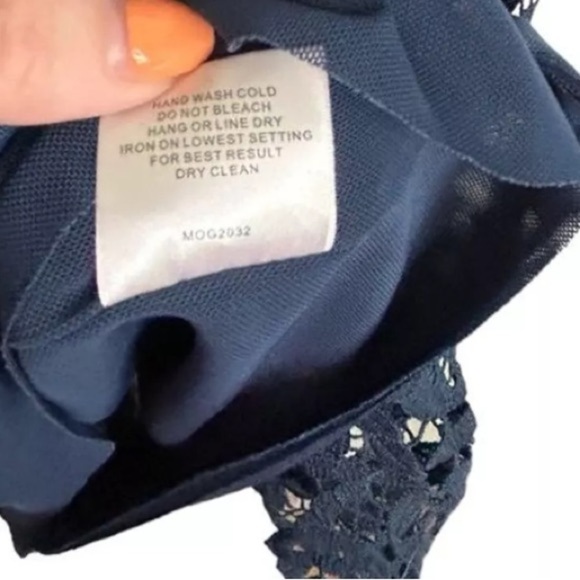 HAND WASH COLD
DO NOT BLEACH
HANG OR LINE DRY
IRON ON LOWEST SETTING
FOR BEST RESULT
DRY CLEAN
MOG2032